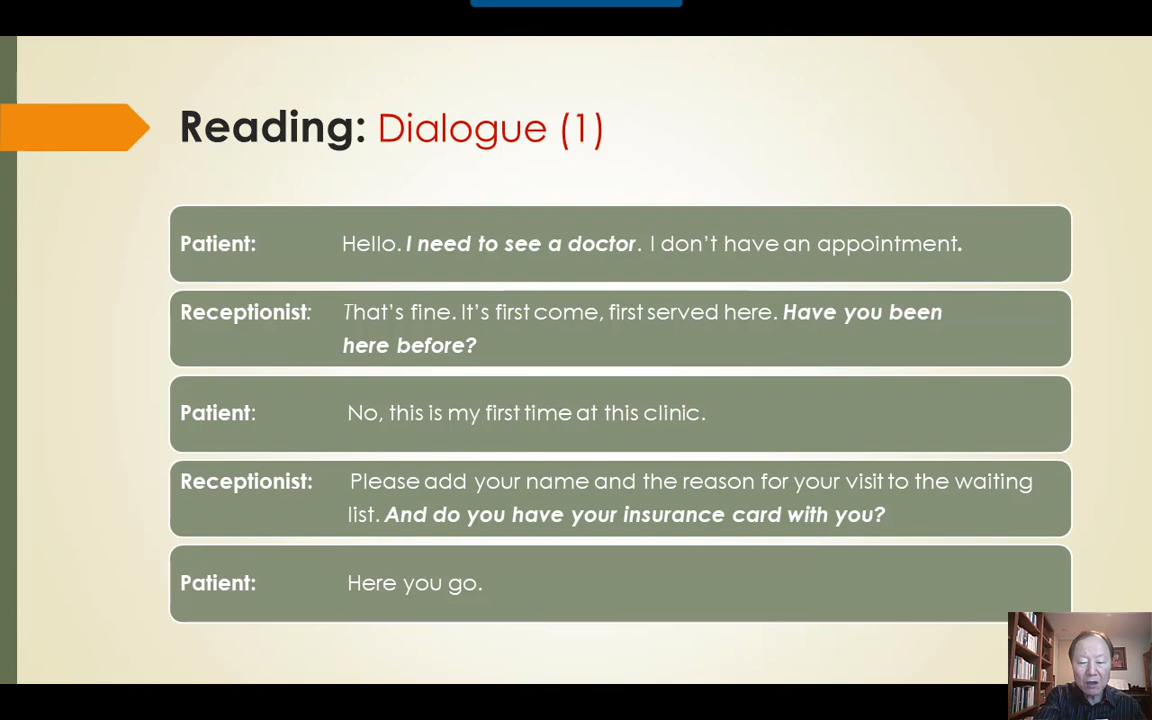 Reading: Dialogue (1)
Patient: Hello. I need to see a doctor. I don't have an appointment.
Receptionist: That's fine. It's first come, first served here. Have you been
here before?
Patient: No, this is my first time at this clinic.
Receptionist: Please add your name and the reason for your visit to the waiting
list. And do you have your insurance card with you?
Patient: Here you go.